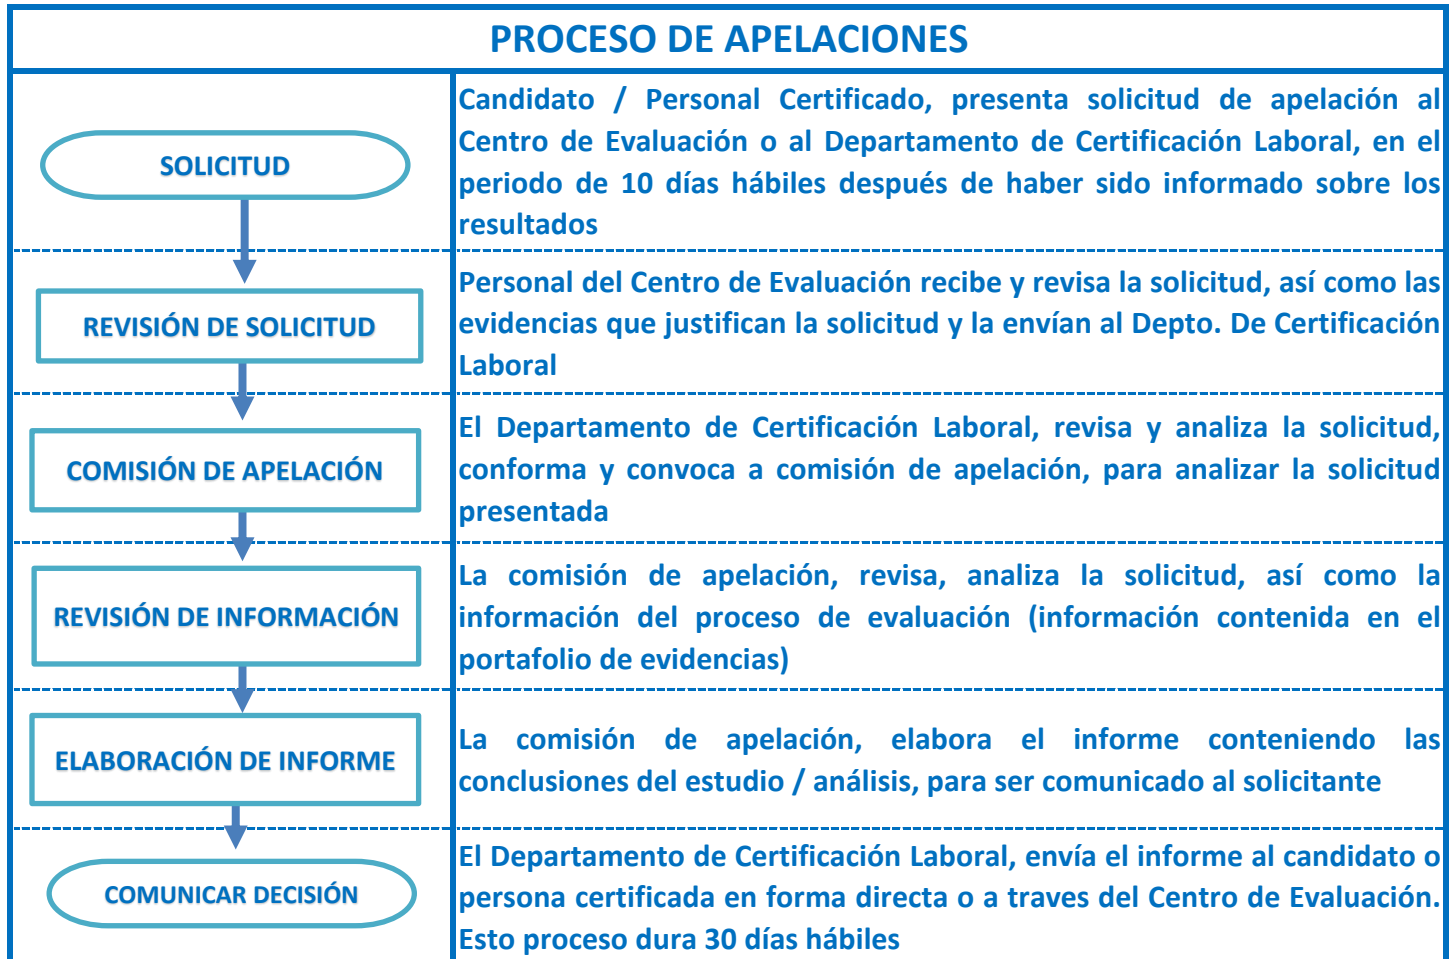 PROCESO DE APELACIONES
SOLICITUD
Candidato / Personal Certificado, presenta solicitud de apelación al
Centro de Evaluación o al Departamento de Certificación Laboral, en el
periodo de 10 días hábiles después de haber sido informado sobre los
resultados
REVISIÓN DE SOLICITUD
Personal del Centro de Evaluación recibe y revisa la solicitud, así como las
evidencias que justifican la solicitud y la envían al Depto. De Certificación
Laboral
COMISIÓN DE APELACIÓN
El Departamento de Certificación Laboral, revisa y analiza la solicitud,
conforma y convoca a comisión de apelación, para analizar la solicitud
presentada
REVISIÓN DE INFORMACIÓN
La comisión de apelación, revisa, analiza la solicitud, así como la
información del proceso de evaluación (información contenida en el
portafolio de evidencias)
ELABORACIÓN DE INFORME
La comisión de apelación, elabora el informe conteniendo las
conclusiones del estudio / análisis, para ser comunicado al solicitante
COMUNICAR DECISIÓN
El Departamento de Certificación Laboral, envía el informe al candidato o
persona certificada en forma directa o a traves del Centro de Evaluación.
Esto proceso dura 30 días hábiles